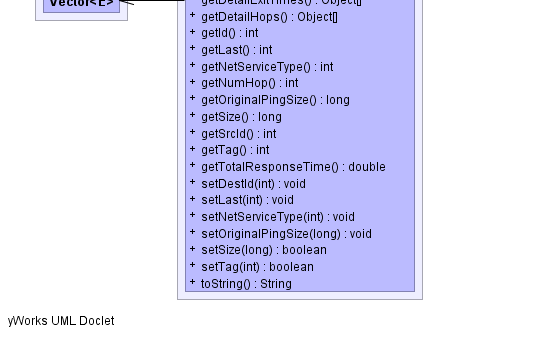 Vector<E>
getDetailExitTimes() : Object[]
+ getDetailHops() : Object[]
+ getId() : int
+ getLast() : int
+ getNetServiceType() : int
+ getNumHop() : int
+ getOriginalPingSize() : long
+ getSize() : long
+ getSrcId() : int
+ getTag() : int
+ getTotalResponseTime() : double
+ setDestId(int) : void
+ setLast(int) : void
+ setNetServiceType(int) : void
+ setOriginalPingSize(long) : void
+ setSize(long) : boolean
+ setTag(int) : boolean
+ toString() : String
yWorks UML Doclet